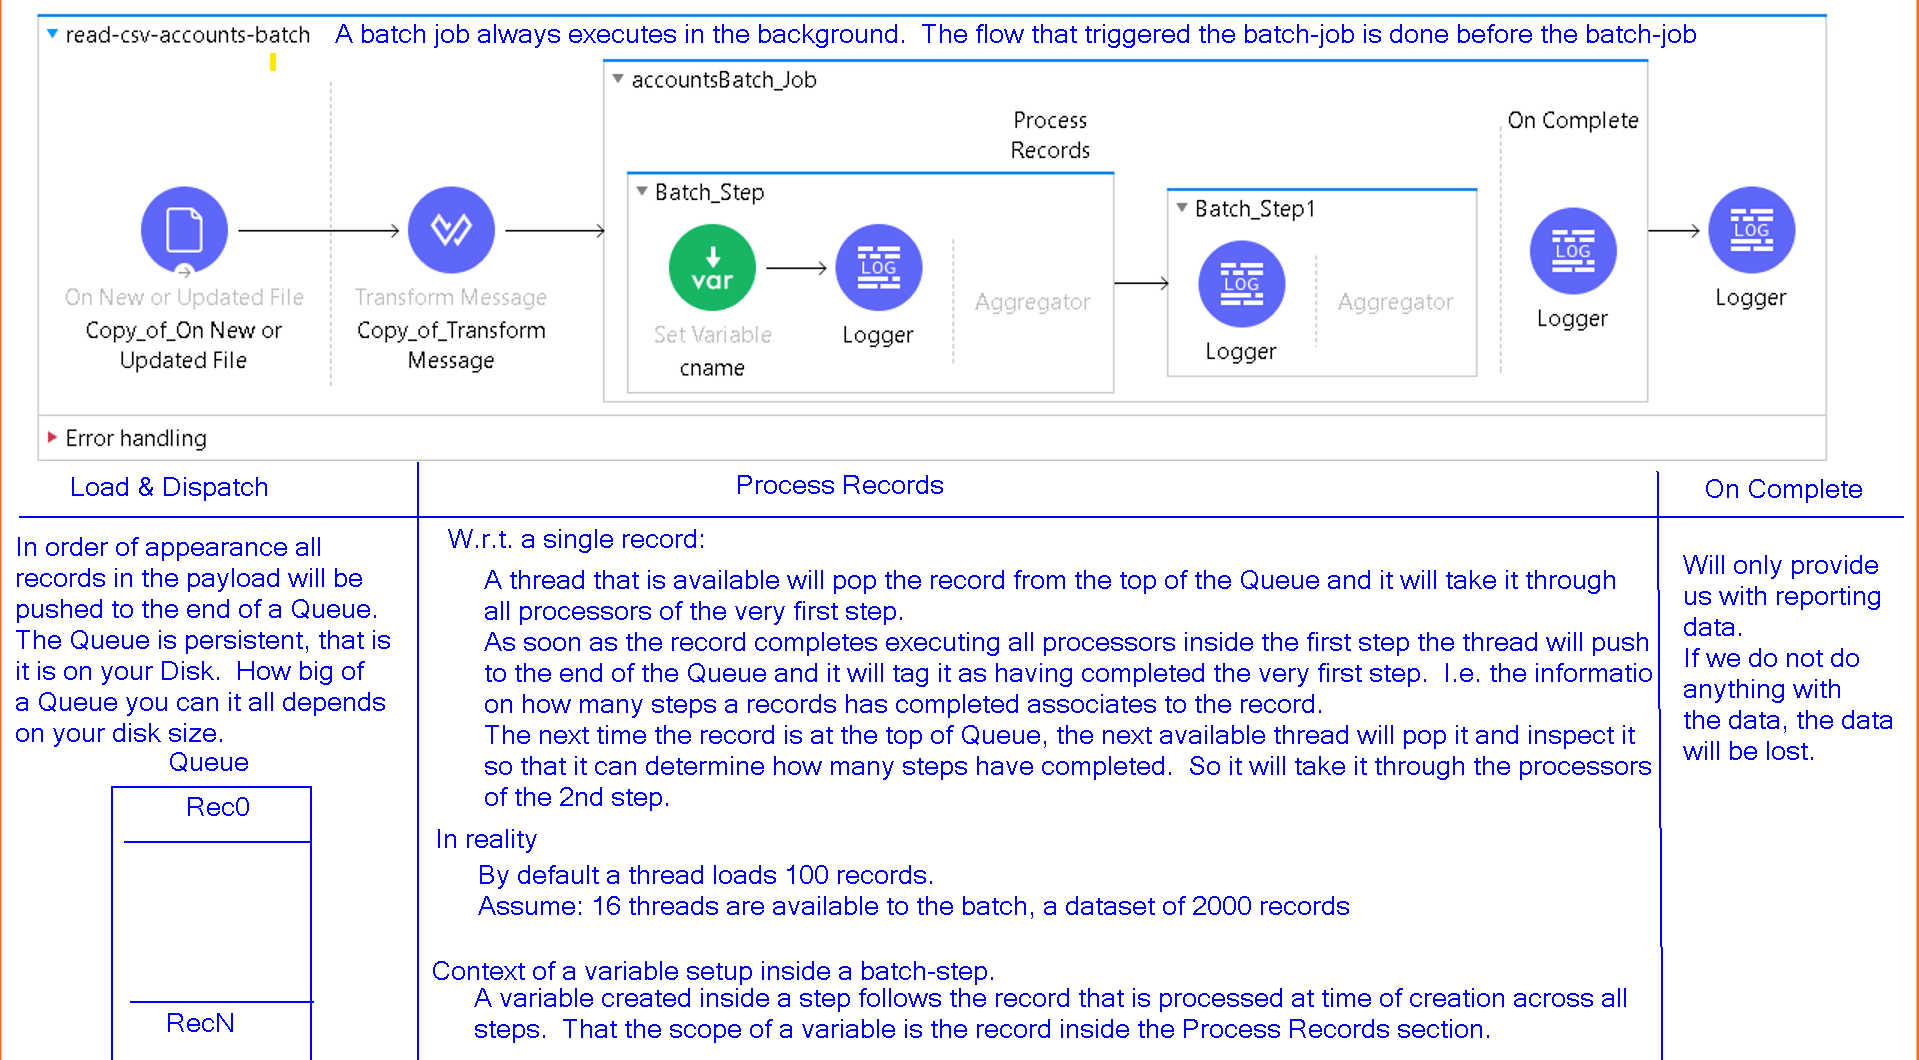 read-csv-accounts-batch
A batch job always executes in the background.  The flow that triggered the batch-job is done before the batch-job
accountsBatch_Job
Process
Records
On Complete
Batch_Step
Batch_Step1
var
LOG
LOG
LOG
LOG
On New or Updated File
Copy_of_On New or
Updated File
Transform Message
Copy_of_Transform
Message
Set Variable
cname
Logger
Aggregator
Logger
Aggregator
Logger
Logger
Error handling
Load & Dispatch
Process Records
On Complete
In order of appearance all
records in the payload will be
pushed to the end of a Queue.
The Queue is persistent, that is
it is on your Disk.  How big of
a Queue you can it all depends
on your disk size.
Queue
Rec0
RecN
W.r.t. a single record:
A thread that is available will pop the record from the top of the Queue and it will take it through
all processors of the very first step.
As soon as the record completes executing all processors inside the first step the thread will push
to the end of the Queue and it will tag it as having completed the very first step.  I.e. the informatio
on how many steps a records has completed associates to the record.
The next time the record is at the top of Queue, the next available thread will pop it and inspect it
so that it can determine how many steps have completed.  So it will take it through the processors
of the 2nd step.
In reality
By default a thread loads 100 records.
Assume: 16 threads are available to the batch, a dataset of 2000 records
Context of a variable setup inside a batch-step.
A variable created inside a step follows the record that is processed at time of creation across all
steps.  That the scope of a variable is the record inside the Process Records section.
Will only provide
us with reporting
data.
If we do not do
anything with
the data, the data
will be lost.